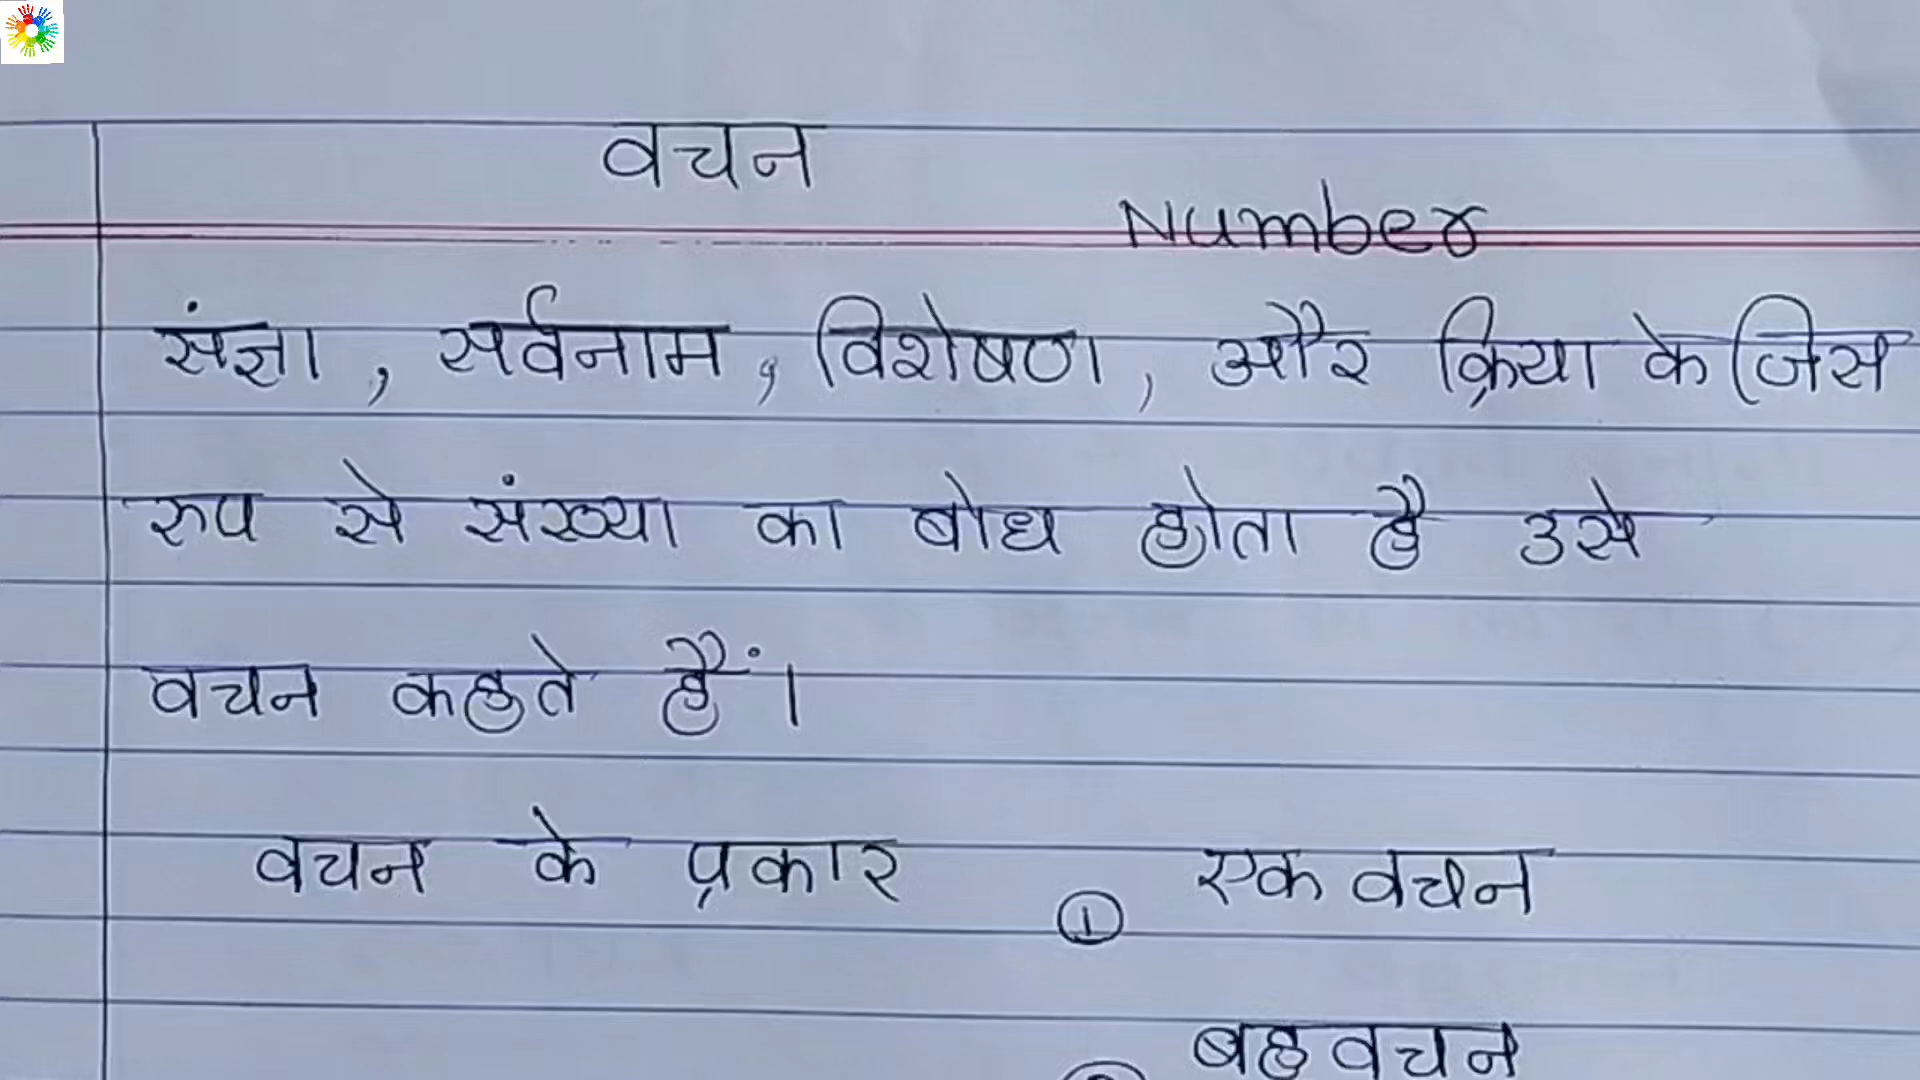 वचन
Number
संज्ञा , सर्वनाम , विशेषण , और क्रिया के जिस
रुप से संख्या का बोध होता है उसे
वचन कहते हैं।
वचन के प्रकार ① एक वचन
बहुवचन